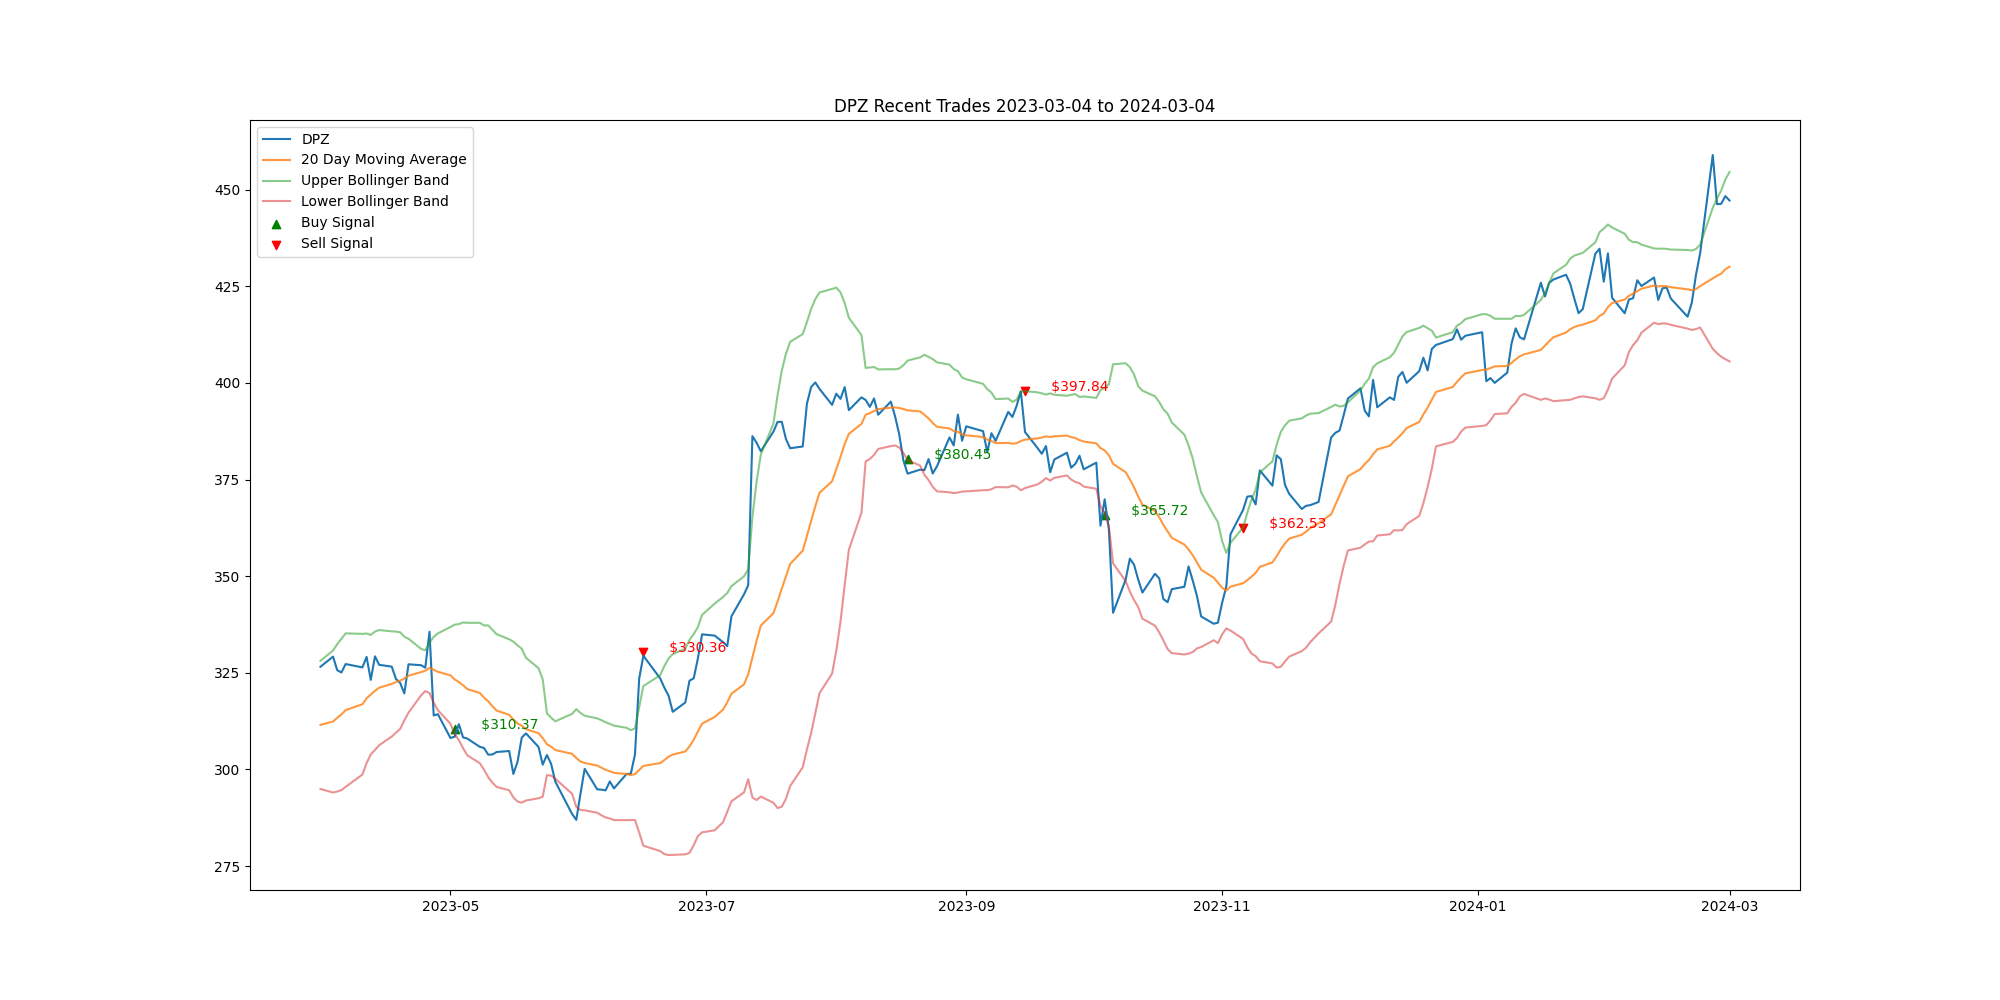 DPZ Recent Trades 2023-03-04 to 2024-03-04
DPZ
20 Day Moving Average
Upper Bollinger Band
Lower Bollinger Band
Buy Signal
Sell Signal
450
425
400
375
350
325
300
275
$310.37
$330.36
$380.45
$397.84
$365.72
$362.53
2023-05
2023-07
2023-09
2023-11
2024-01
2024-03